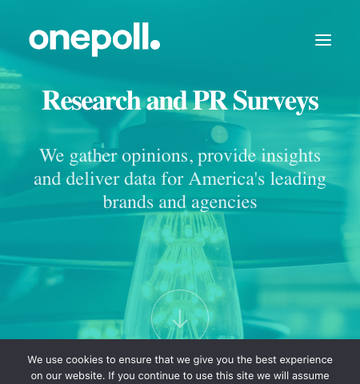 onepoll.
Research and PR Surveys
We gather opinions, provide insights
and deliver data for America's leading
brands and agencies
We use cookies to ensure that we give you the best experience
on our website. If you continue to use this site we will assume